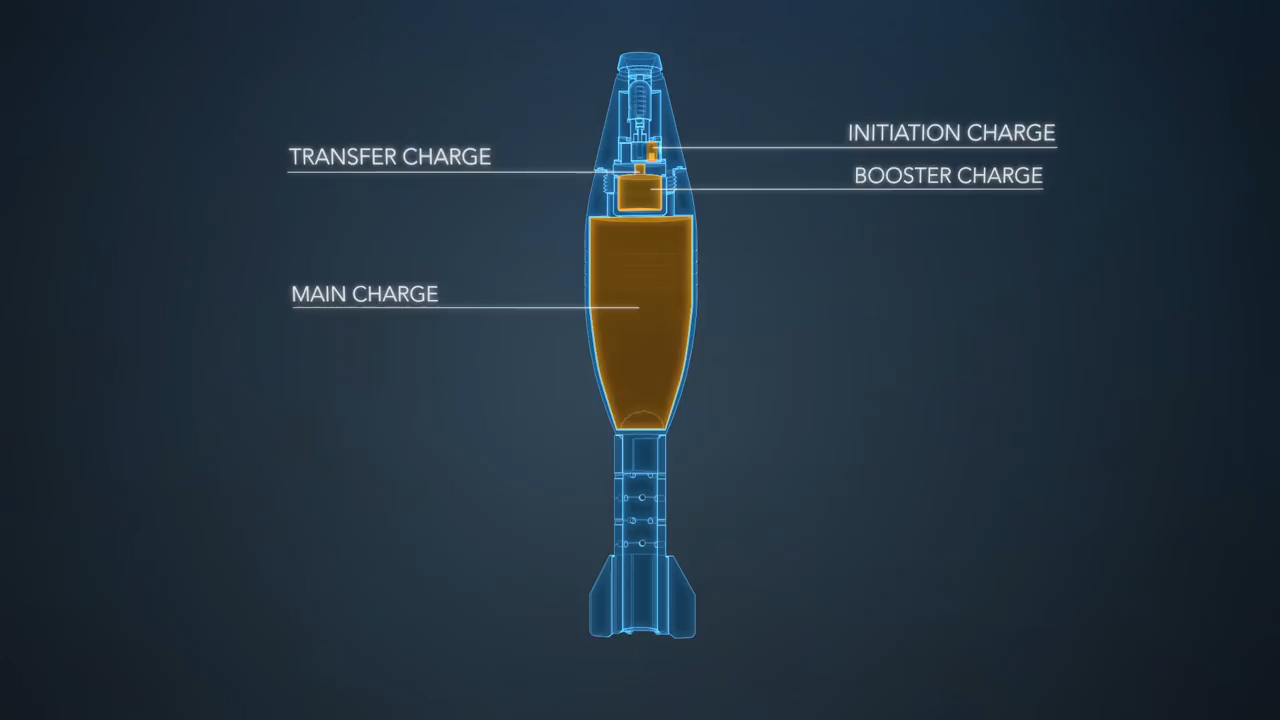 INITIATION CHARGE
TRANSFER CHARGE
BOOSTER CHARGE
MAIN CHARGE